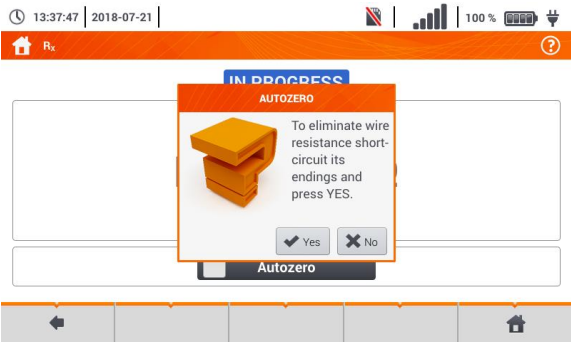 13:37:47 2018-07-21 100 %
Rx
IN PROGRESS
AUTOZERO
To eliminate wire
resistance short-
circuit its
endings and
press YES.
Yes No
Autozero